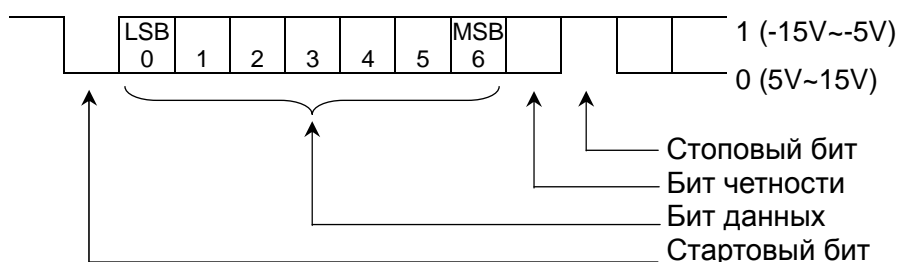 LSB MSB 1 (-15V~-5V)
0 1 2 3 4 5 6
0 (5V~15V)
Стоповый бит
Бит четности
Бит данных
Стартовый бит